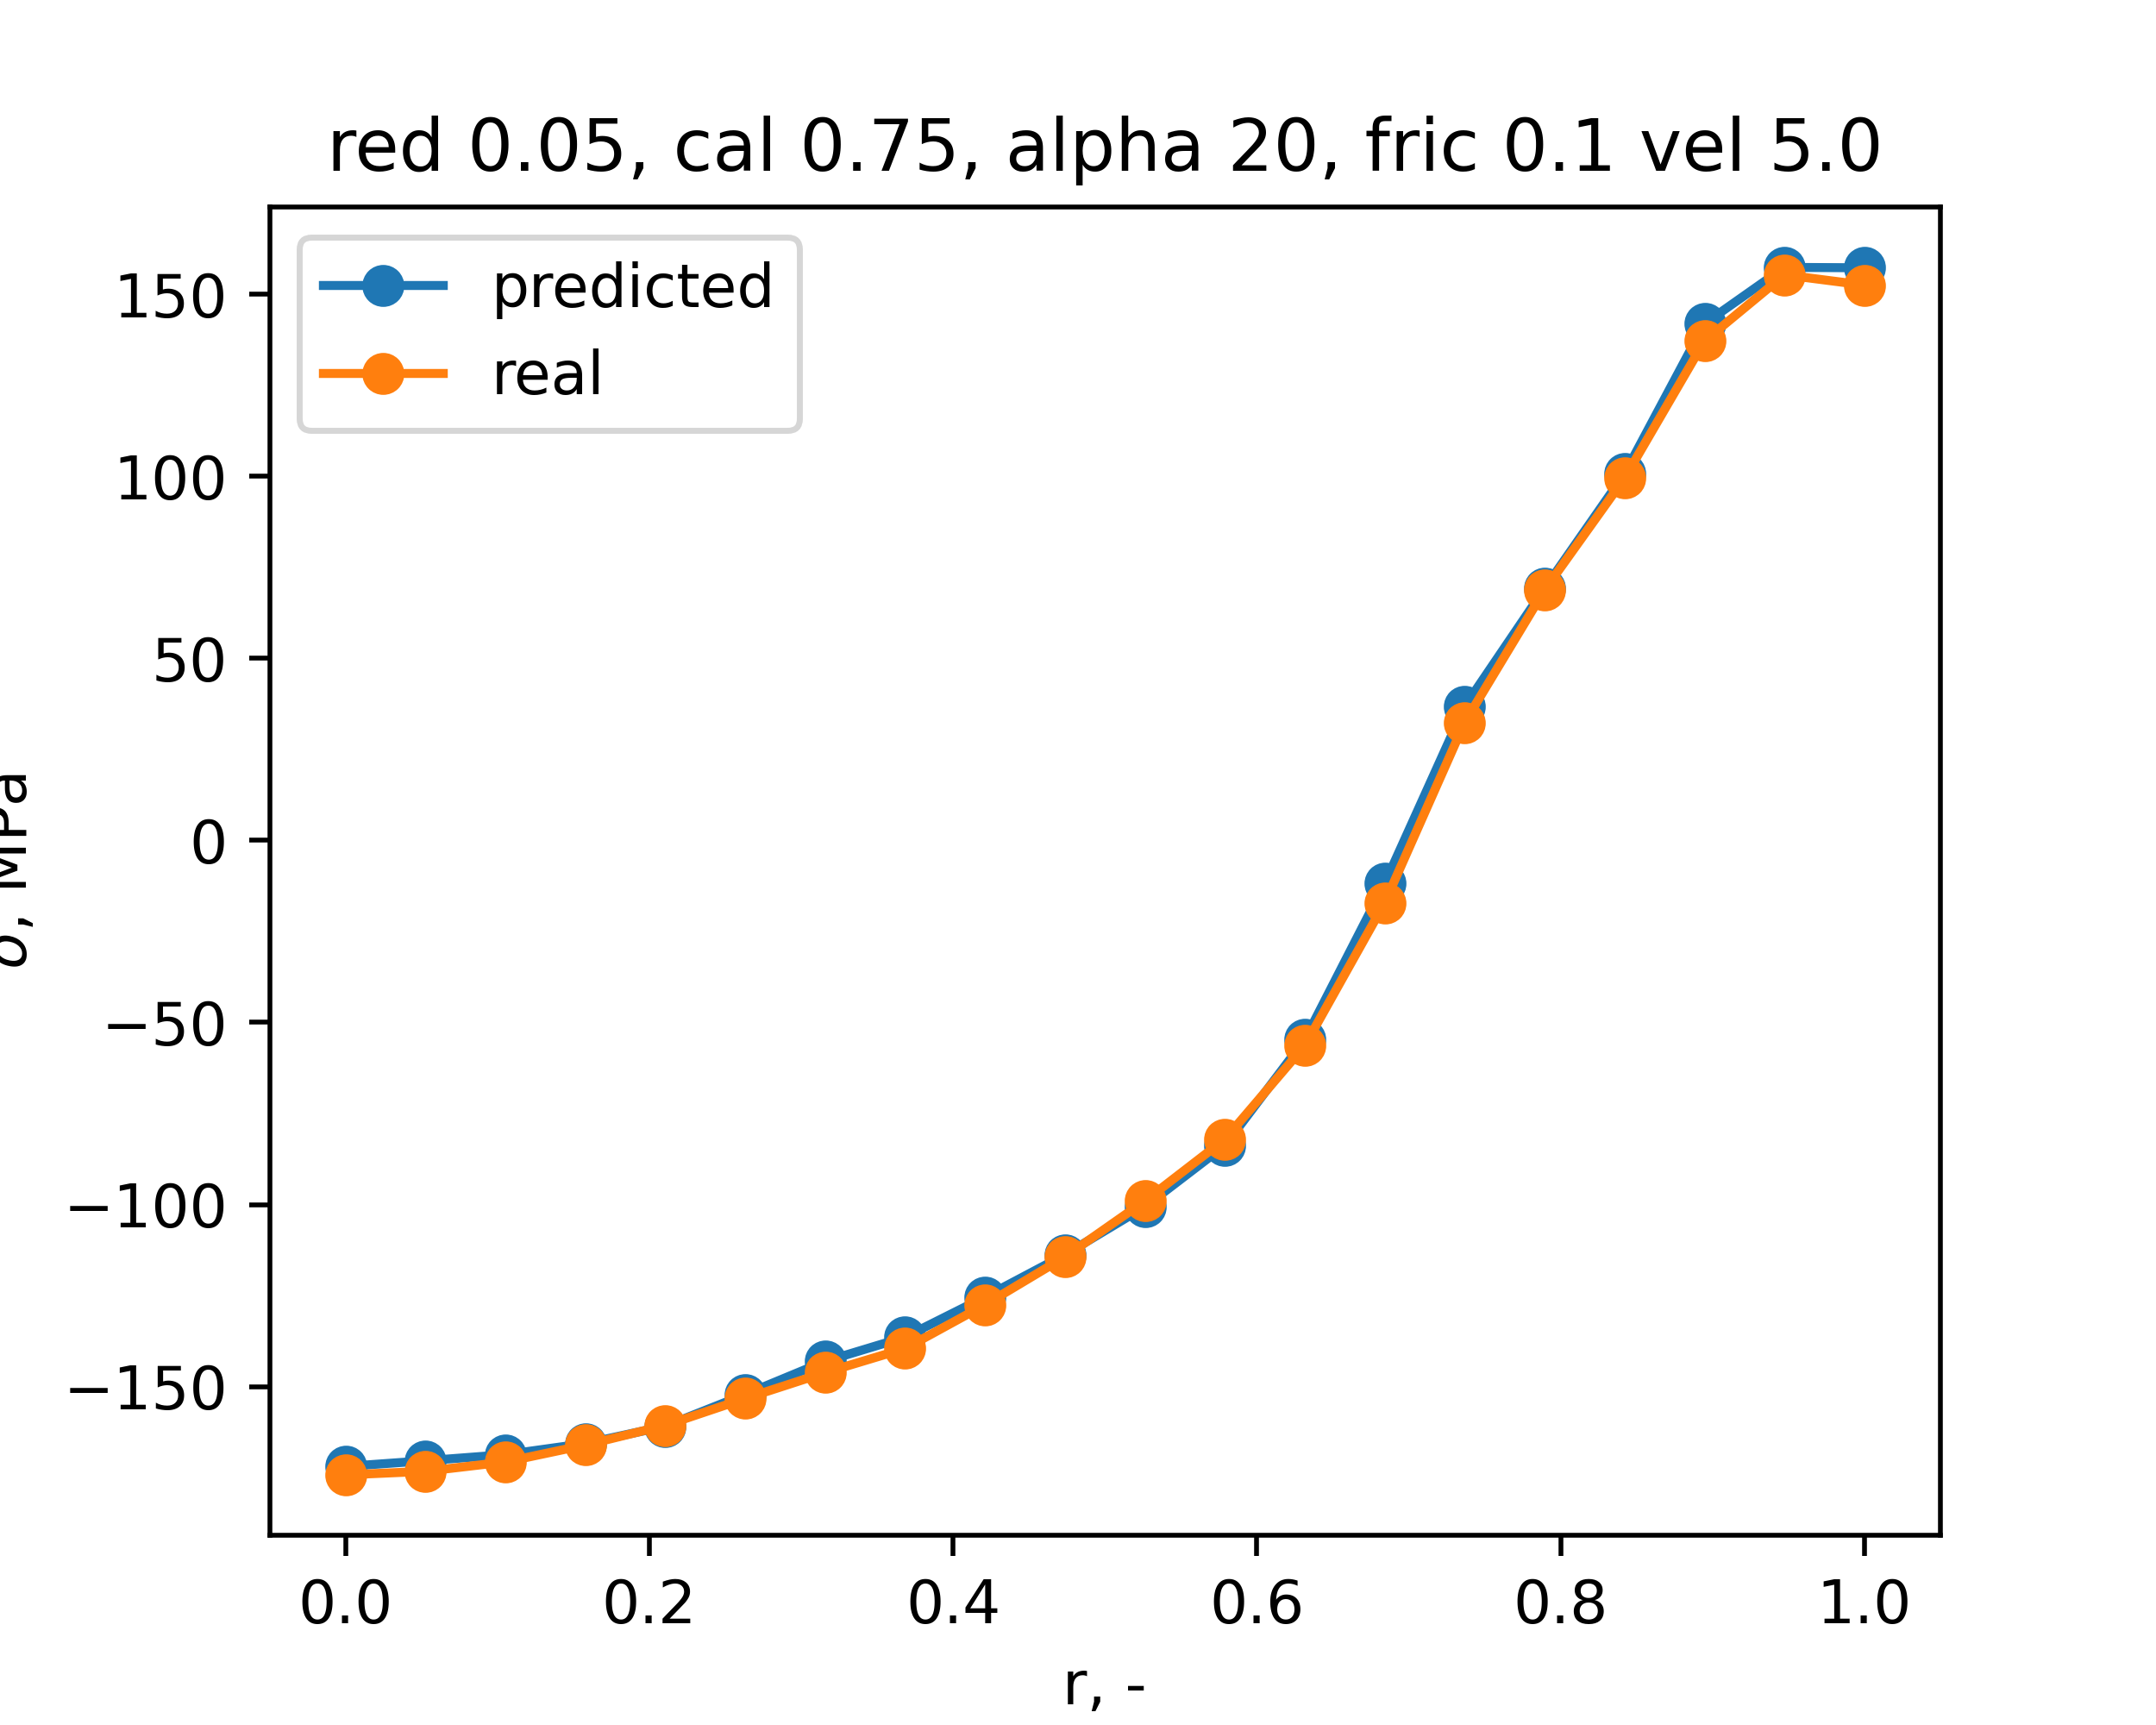 red 0.05, cal 0.75, alpha 20, fric 0.1 vel 5.0
predicted
real
150
100
50
0
−50
−100
−150
σ, MPa
0.0 0.2 0.4 0.6 0.8 1.0
r, -